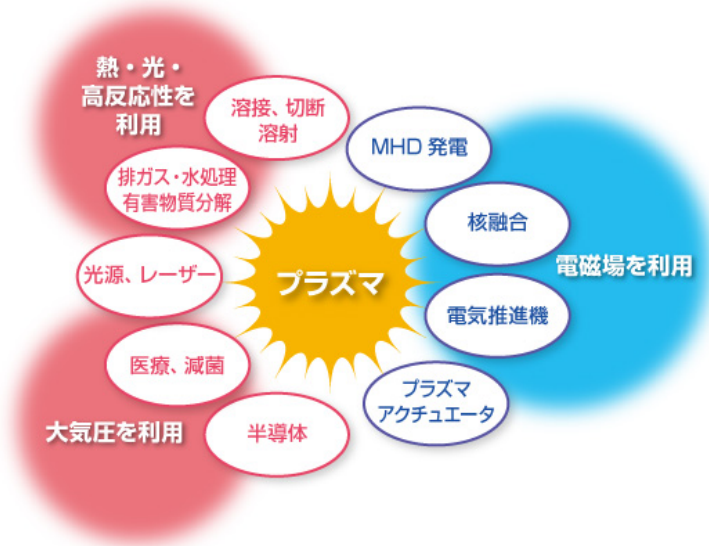 熱・光・
高反応性を
利用
溶接、切断
溶射
MHD 発電
排ガス・水処理
有害物質分解
核融合
電磁場を利用
光源、レーザー
プラズマ
電気推進機
医療、減菌
プラズマ
アクチュエータ
大気圧を利用
半導体